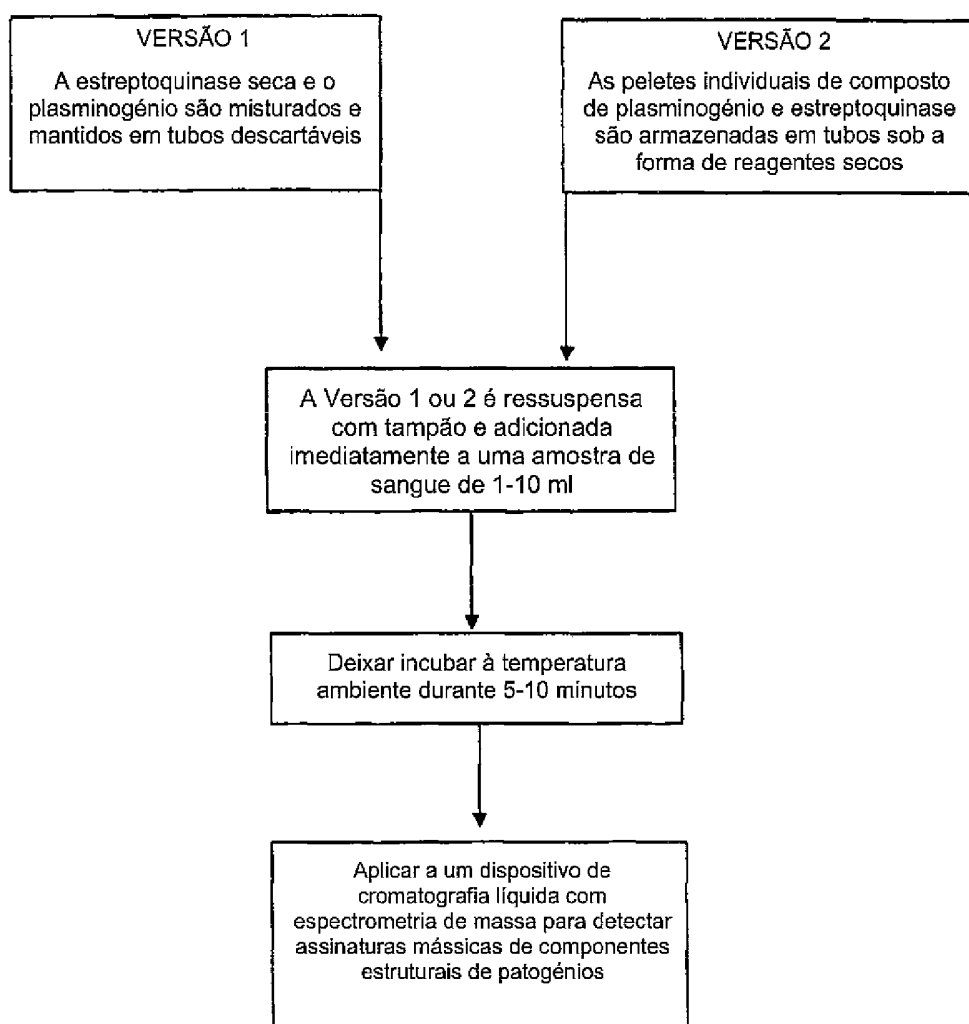 VERSÃO 1
A estreptoquinase seca e o
plasminogénio são misturados e
mantidos em tubos descartáveis
VERSÃO 2
As peletes individuais de composto
de plasminogénio e estreptoquinase
são armazenadas em tubos sob a
forma de reagentes secos
A Versão 1 ou 2 é ressuspensa
com tampão e adicionada
imediatamente a uma amostra de
sangue de 1-10 ml
Deixar incubar à temperatura
ambiente durante 5-10 minutos
Aplicar a um dispositivo de
cromatografia líquida com
espectrometria de massa para detectar
assinaturas mássicas de componentes
estruturais de patogénios